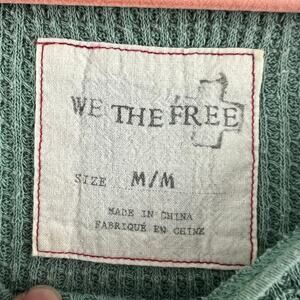 WE THE FREE
SIZE M/M
MADE IN CHINA
FABRIQUÉ EN CHINE